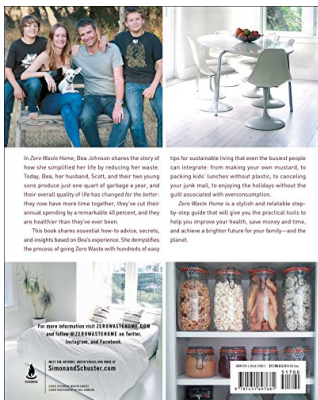 In Zero Waste Home, Bea Johnson shares the story of
how she simplified her life by reducing her waste.
Today, Bea, her husband, Scott, and their two young
sons produce just one quart of garbage a year, and
their overall quality of life has changed for the better:
they now have more time together, they've cut their
annual spending by a remarkable 40 percent, and they
are healthier than they've ever been.
This book shares essential how-to advice, secrets,
and insights based on Bea's experience. She demystifies
the process of going Zero Waste with hundreds of easy
tips for sustainable living that even the busiest people
can integrate: from making your own mustard, to
packing kids' lunches without plastic, to canceling
your junk mail, to enjoying the holidays without the
guilt associated with overconsumption.
Zero Waste Home is a stylish and relatable step-
by-step guide that will give you the practical tools to
help you improve your health, save money and time,
and achieve a brighter future for your family—and the
planet.
For more information visit ZEROWASTEHOME.COM
and follow @ZEROWASTEHOME on Twitter,
Instagram, and Facebook.
MEET THE AUTHORS, WATCH VIDEOS AND MORE AT
SimonandSchuster.com
51700